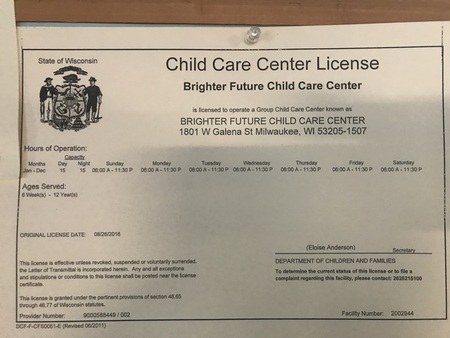 State of Wisconsin
Child Care Center License
Brighter Future Child Care Center
is licensed to operate a Group Child Care Center known as
BRIGHTER FUTURE CHILD CARE CENTER
1801 W Galena St Milwaukee, WI 53205-1507
Hours of Operation:
Capacity
Months Day Night Sunday Monday Tuesday Wednesday Thursday Friday Saturday
Jan - Dec 15 15 06:00 A - 11:30 P 06:00 A - 11:30 P 06:00 A - 11:30 P 06:00 A - 11:30 P 06:00 A - 11:30 P 06:00 A - 11:30 P 06:00 A - 11:30 P
Ages Served:
6 Week(s) - 12 Year(s)
ORIGINAL LICENSE DATE: 08/26/2016
(Eloise Anderson)
Secretary
DEPARTMENT OF CHILDREN AND FAMILIES
This license is effective unless revoked, suspended or voluntarily surrendered,
the Letter of Transmittal is incorporated herein. Any and all exceptions
and stipulations or conditions to this license shall be posted near the license
certificate.
To determine the current status of this license or to file a
complaint regarding this facility, please contact: 2625218100
This license is granted under the pertinent provisions of section 48.65
through 48.77 of Wisconsin statutes.
Provider Number: 9000588449 / 002
Facility Number: 2002944
DCF-F-CFS0061-E (Revised 06/2011)